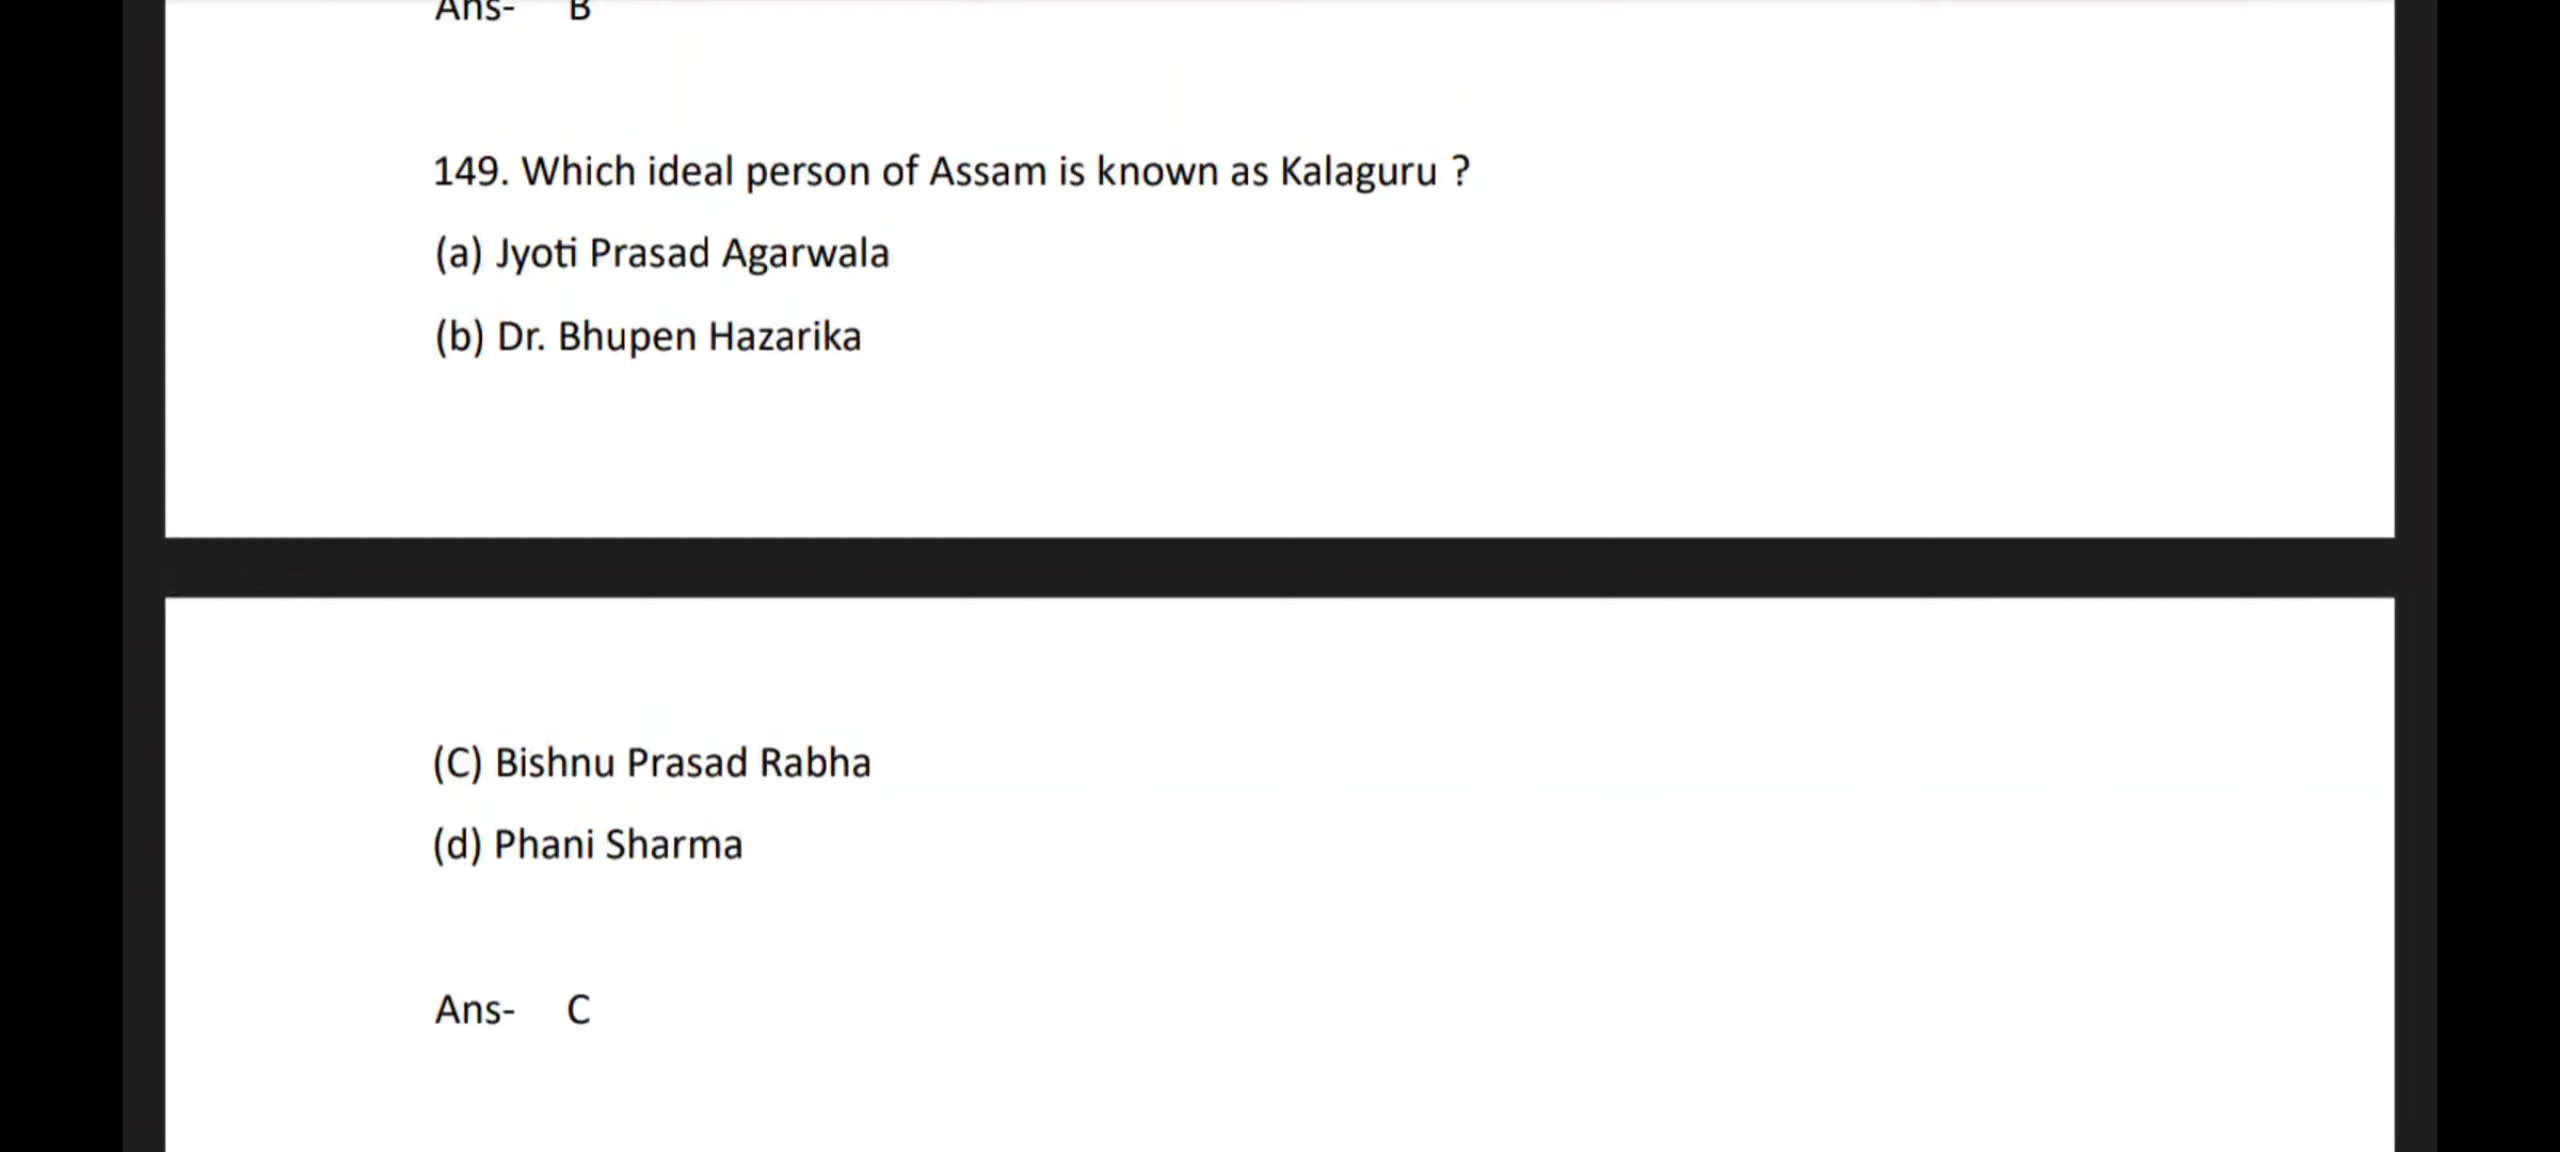 Ans- B
149. Which ideal person of Assam is known as Kalaguru ?
(a) Jyoti Prasad Agarwala
(b) Dr. Bhupen Hazarika
(C) Bishnu Prasad Rabha
(d) Phani Sharma
Ans- C